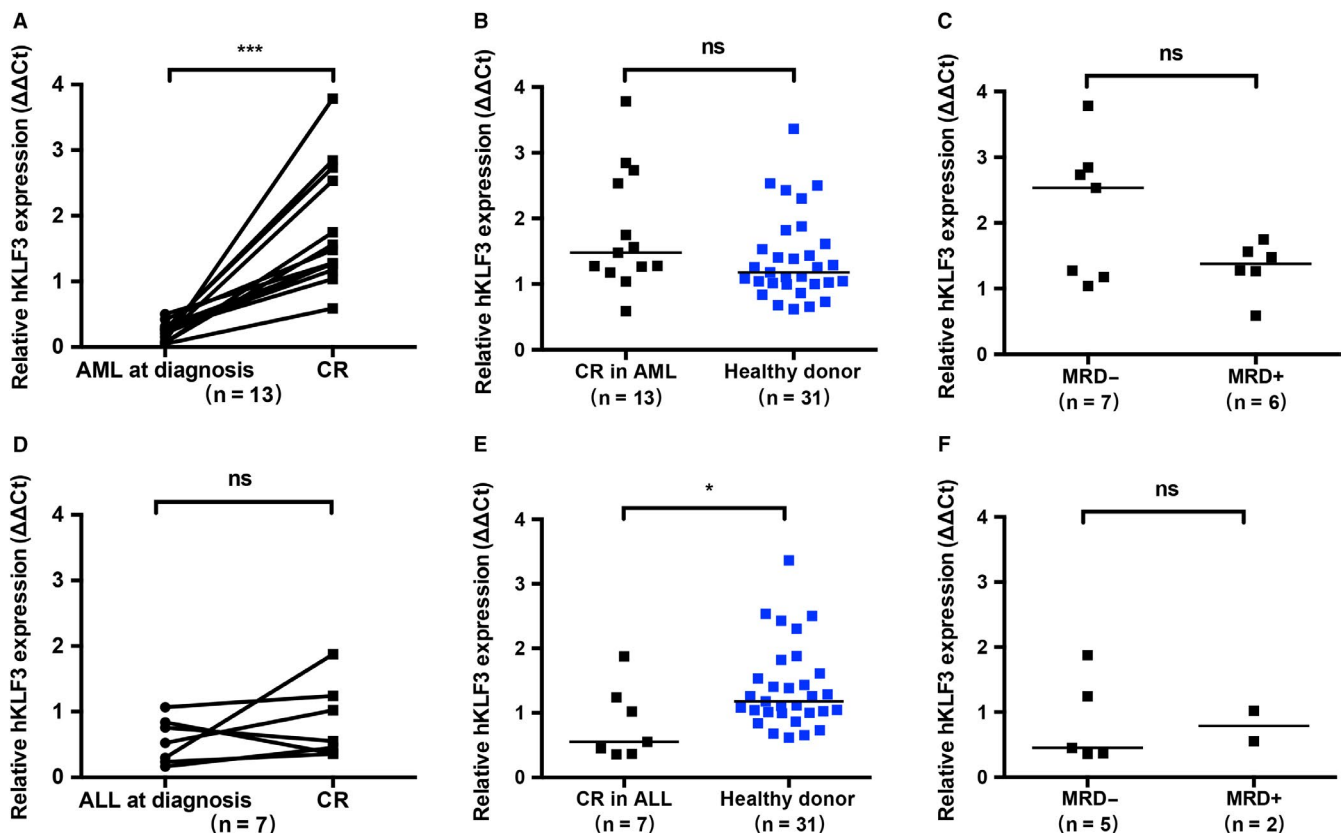 A
Relative hKLF3 expression (ΔΔCt)
***
4
3
2
1
0
AML at diagnosis
CR
(n = 13)
B
Relative hKLF3 expression (ΔΔCt)
ns
4
3
2
1
0
CR in AML
(n = 13)
Healthy donor
(n = 31)
C
Relative hKLF3 expression (ΔΔCt)
ns
4
3
2
1
0
MRD−
(n = 7)
MRD+
(n = 6)
D
Relative hKLF3 expression (ΔΔCt)
ns
4
3
2
1
0
ALL at diagnosis
CR
(n = 7)
E
Relative hKLF3 expression (ΔΔCt)
*
4
3
2
1
0
CR in ALL
(n = 7)
Healthy donor
(n = 31)
F
Relative hKLF3 expression (ΔΔCt)
ns
4
3
2
1
0
MRD−
(n = 5)
MRD+
(n = 2)